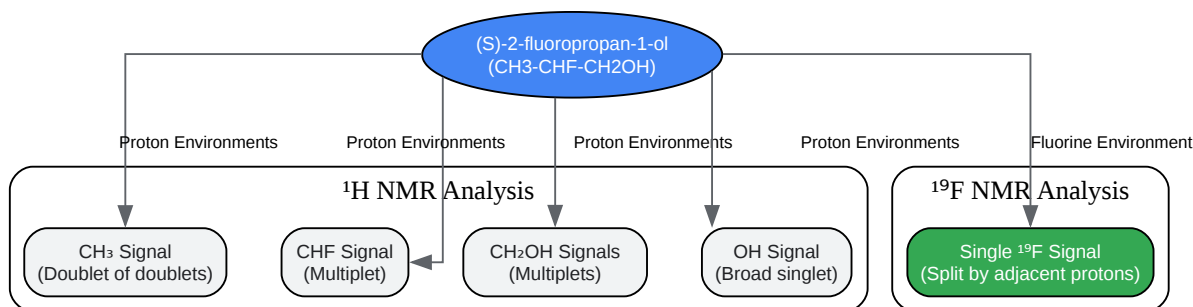 (S)-2-fluoropropan-1-ol
(CH3-CHF-CH2OH)
Proton Environments
Proton Environments
Proton Environments
Proton Environments
Fluorine Environment
¹H NMR Analysis
¹⁹F NMR Analysis
CH₃ Signal
(Doublet of doublets)
CHF Signal
(Multiplet)
CH₂OH Signals
(Multiplets)
OH Signal
(Broad singlet)
Single ¹⁹F Signal
(Split by adjacent protons)